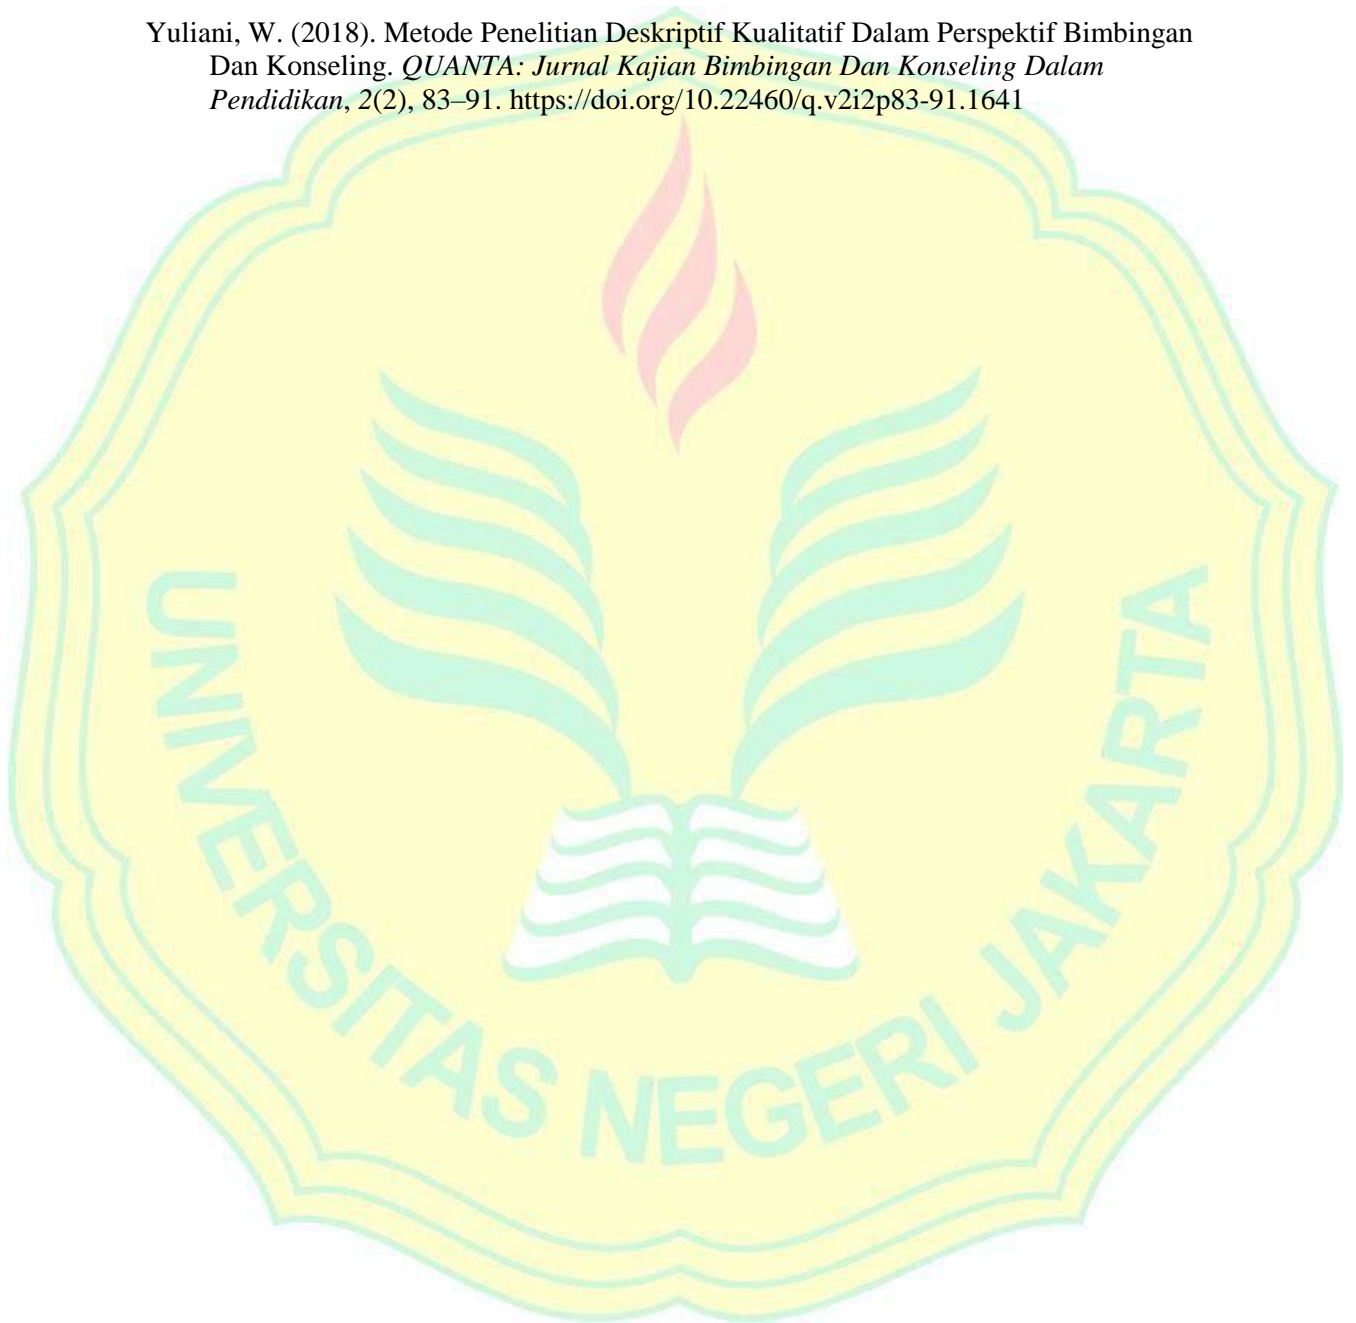 Yuliani, W. (2018). Metode Penelitian Deskriptif Kualitatif Dalam Perspektif Bimbingan
Dan Konseling. QUANTA: Jurnal Kajian Bimbingan Dan Konseling Dalam
Pendidikan, 2(2), 83–91. https://doi.org/10.22460/q.v2i2p83-91.1641
UNIVERSITAS NEGERI JAKARTA